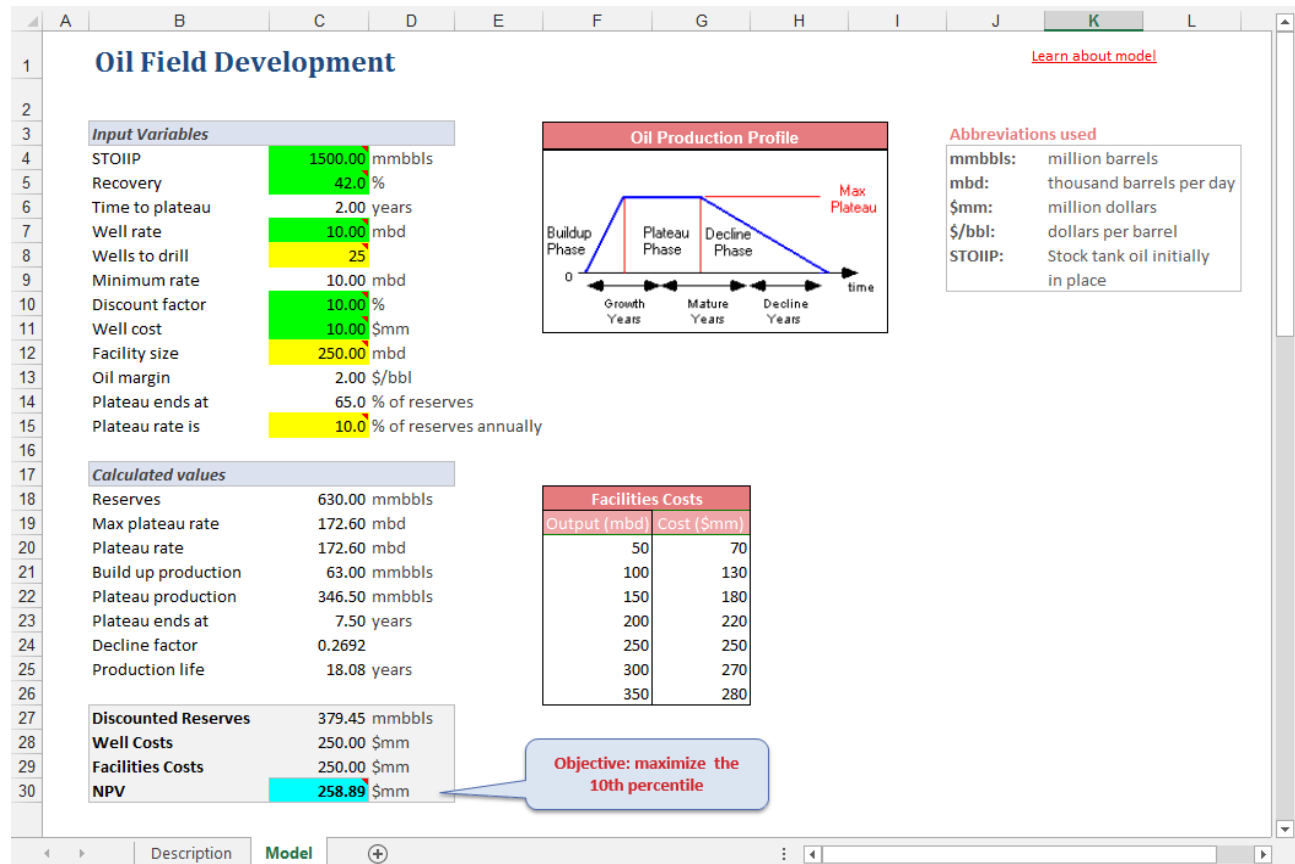 A B C D E F G H I J K L
1 Oil Field Development Learn about model
2
3 Input Variables Oil Production Profile Abbreviations used
4 STOIIP 1500.00 mmbbls mmbbls: million barrels
5 Recovery 42.0 % mbd: thousand barrels per day
6 Time to plateau 2.00 years $mm: million dollars
7 Well rate 10.00 mbd $/bbl: dollars per barrel
8 Wells to drill 25 STOIIP: Stock tank oil initially
9 Minimum rate 10.00 mbd in place
10 Discount factor 10.00 %
11 Well cost 10.00 $mm
12 Facility size 250.00 mbd
13 Oil margin 2.00 $/bbl
14 Plateau ends at 65.0 % of reserves
15 Plateau rate is 10.0 % of reserves annually
Max
Plateau
Buildup Plateau Decline
Phase Phase Phase
0 time
Growth Mature Decline
Years Years Years
16
17 Calculated values
18 Reserves 630.00 mmbbls Facilities Costs
19 Max plateau rate 172.60 mbd Output (mbd) Cost ($mm)
20 Plateau rate 172.60 mbd 50 70
21 Build up production 63.00 mmbbls 100 130
22 Plateau production 346.50 mmbbls 150 180
23 Plateau ends at 7.50 years 200 220
24 Decline factor 0.2692 250 250
25 Production life 18.08 years 300 270
26 350 280
27 Discounted Reserves 379.45 mmbbls
28 Well Costs 250.00 $mm
29 Facilities Costs 250.00 $mm
30 NPV 258.89 $mm
Objective: maximize the
10th percentile
Description Model